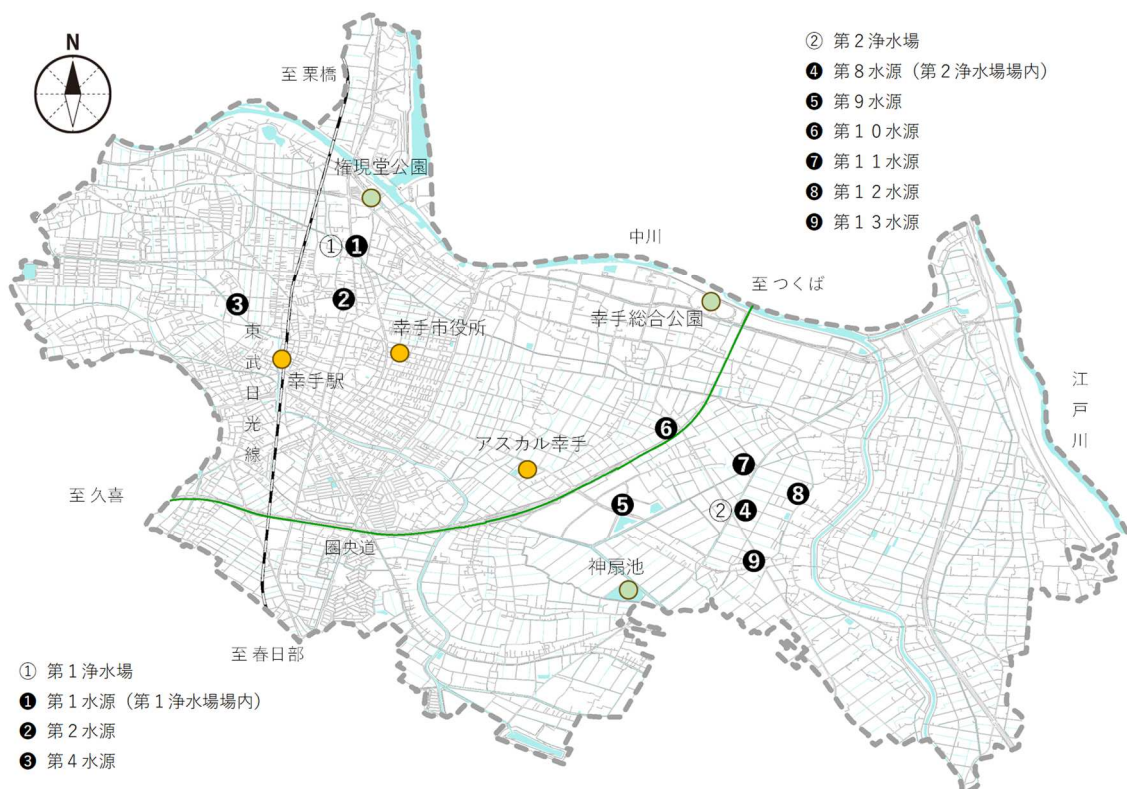 N
至 栗橋
② 第２浄水場
❹ 第８水源（第２浄水場場内）
❺ 第９水源
❻ 第１０水源
❼ 第１１水源
❽ 第１２水源
❾ 第１３水源
権現堂公園
① ❶
中川
至 つくば
❸
❷
幸手総合公園
幸手市役所
東武日光線
幸手駅
江戸川
❻
アスカル幸手
❼
至 久喜
❺
② ❹
❽
圏央道
❾
神扇池
至 春日部
① 第１浄水場
❶ 第１水源（第１浄水場場内）
❷ 第２水源
❸ 第４水源